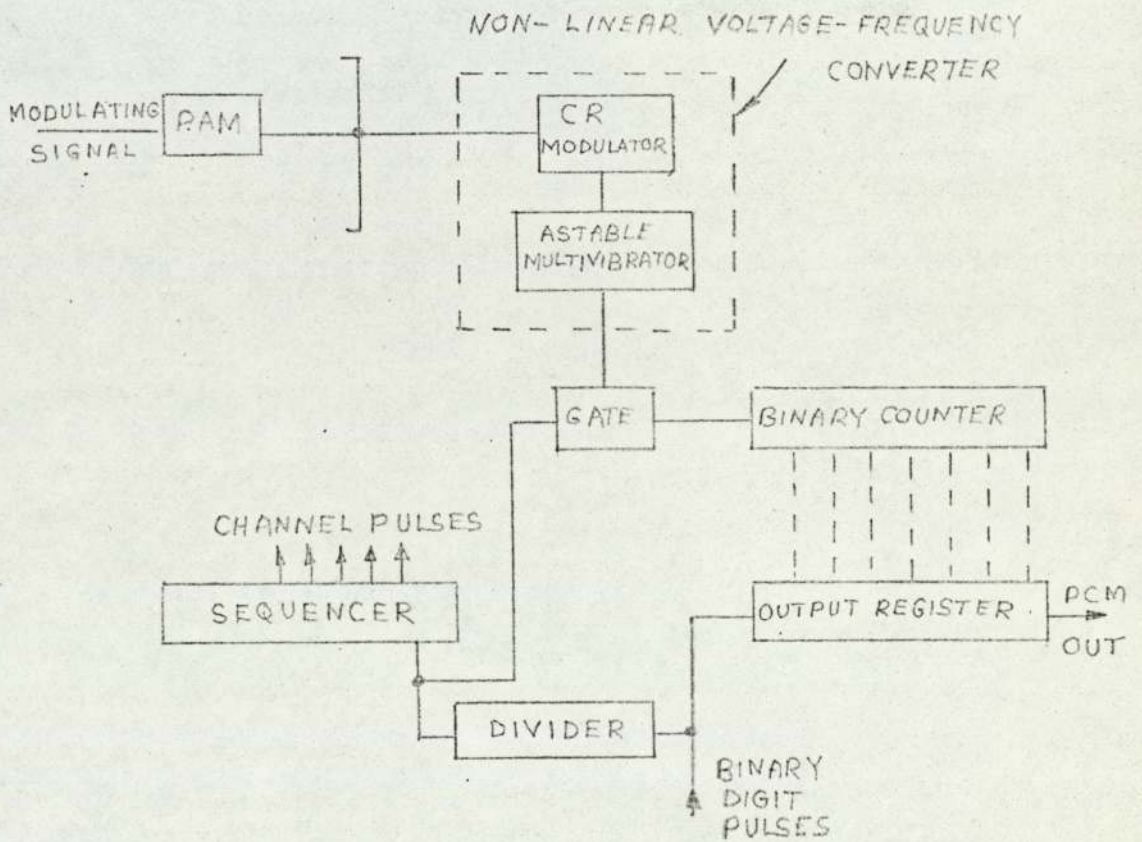 NON-LINEAR VOLTAGE-FREQUENCY
CONVERTER
MODULATING
SIGNAL
PAM
CR
MODULATOR
ASTABLE
MULTIVIBRATOR
GATE
BINARY COUNTER
CHANNEL PULSES
SEQUENCER
OUTPUT REGISTER
PCM
OUT
DIVIDER
BINARY
DIGIT
PULSES